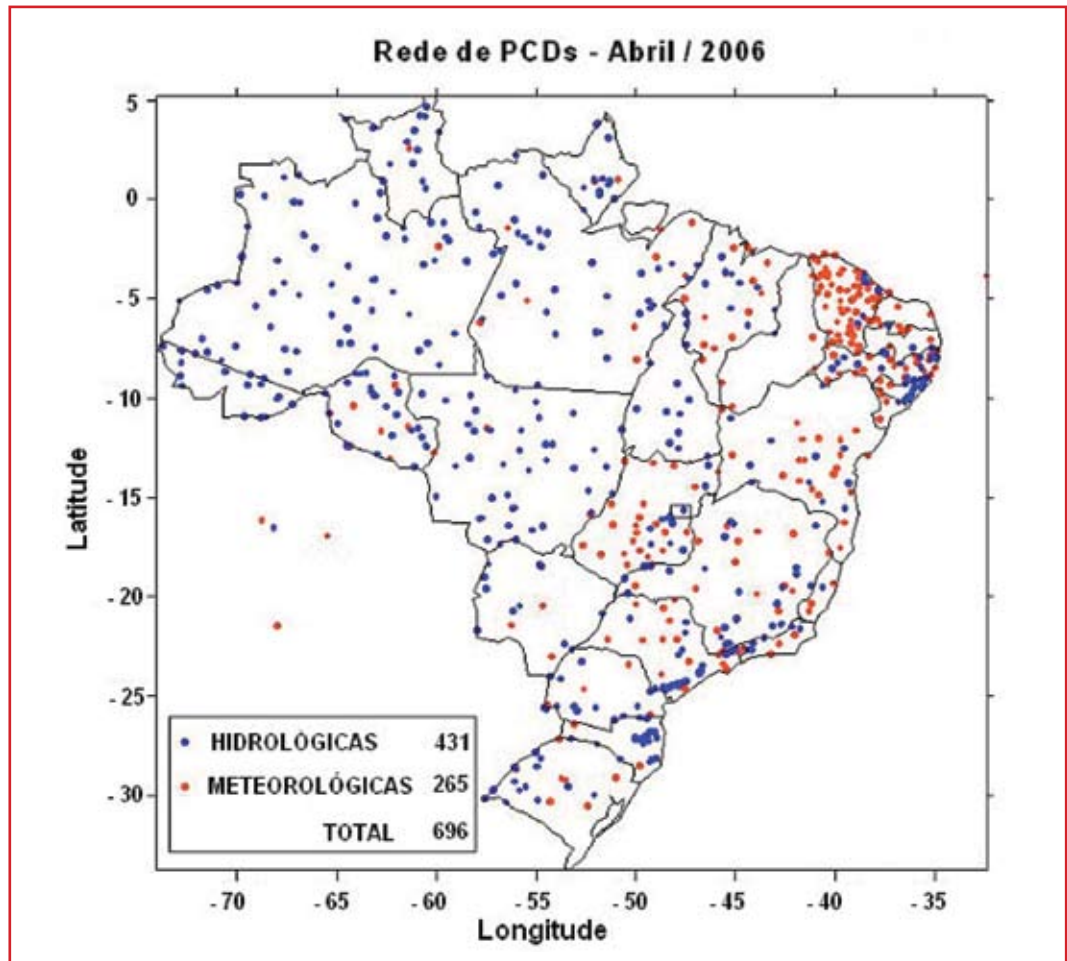 Rede de PCDs - Abril / 2006
5
0
- 5
- 10
- 15
- 20
- 25
- 30
Latitude
HIDROLÒGICAS 431
METEOROLÓGICAS 265
TOTAL 696
- 70 - 65 - 60 - 55 - 50 - 45 - 40 - 35
Longitude